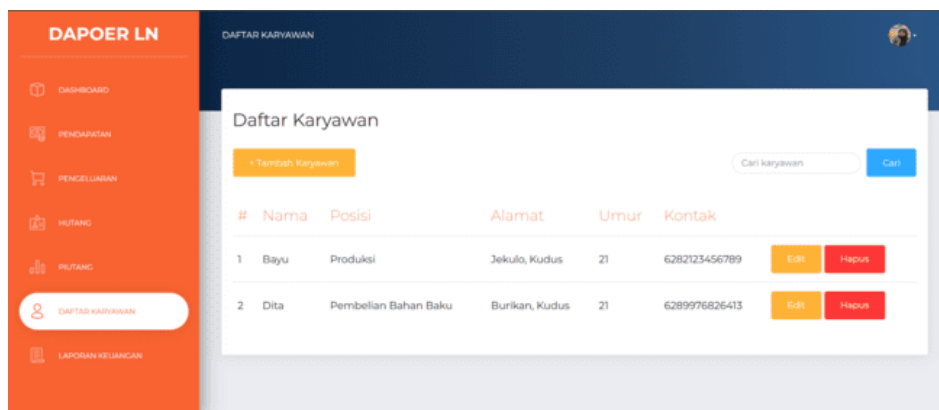 DAPOER LN
DASHBOARD
PENDAPATAN
PENGELUARAN
HUTANG
PIUTANG
DAFTAR KARYAWAN
LAPORAN KEUANGAN
DAFTAR KARYAWAN
Daftar Karyawan
+ Tambah Karyawan
Cari karyawan Cari
# Nama Posisi Alamat Umur Kontak
1 Bayu Produksi Jekulo, Kudus 21 6282123456789 Edit Hapus
2 Dita Pembelian Bahan Baku Burikan, Kudus 21 6289976826413 Edit Hapus